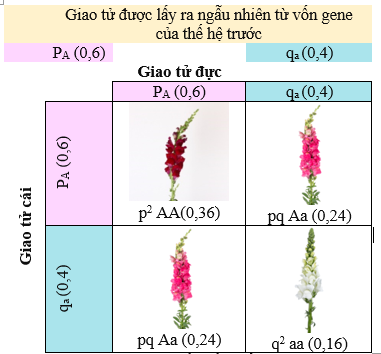 Giao tử được lấy ra ngẫu nhiên từ vốn gene
của thế hệ trước
PA (0,6) qa (0,4)
Giao tử đực
PA (0,6) qa (0,4)
Giao tử cái
PA (0,6)
p² AA(0,36) pq Aa (0,24)
qa (0,4)
pq Aa (0,24) q² aa (0,16)